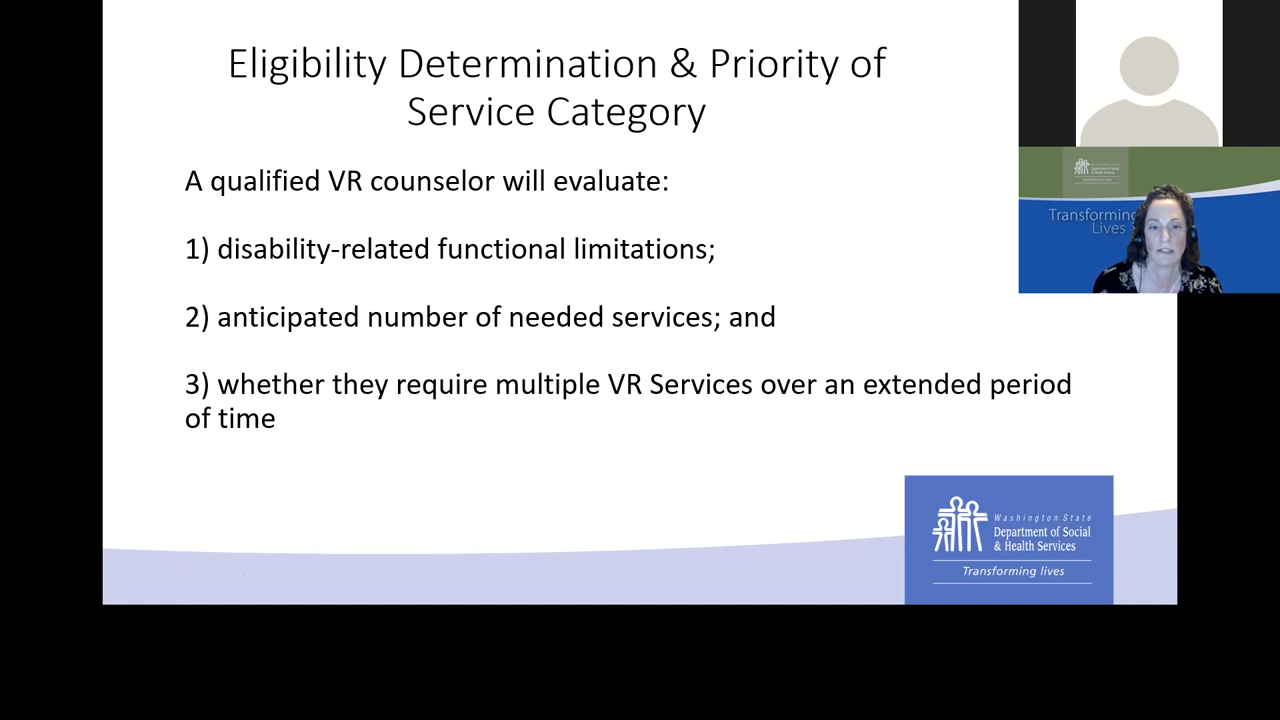 Eligibility Determination & Priority of
Service Category
A qualified VR counselor will evaluate:
1) disability-related functional limitations;
2) anticipated number of needed services; and
3) whether they require multiple VR Services over an extended period
of time
Transforming
Lives
Washington State
Department of Social
& Health Services
Transforming lives